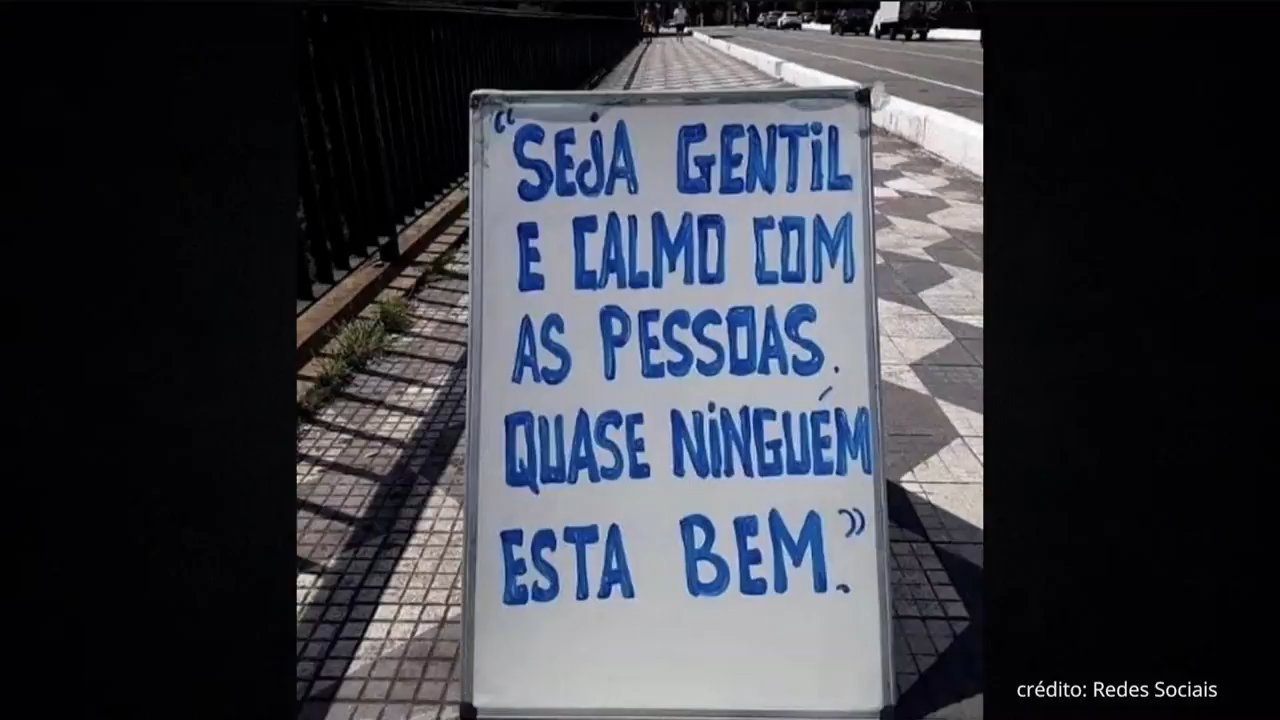 “SEJA GENTIL
E CALMO COM
AS PESSOAS.
QUASE NINGUÉM
ESTA BEM.”
crédito: Redes Sociais